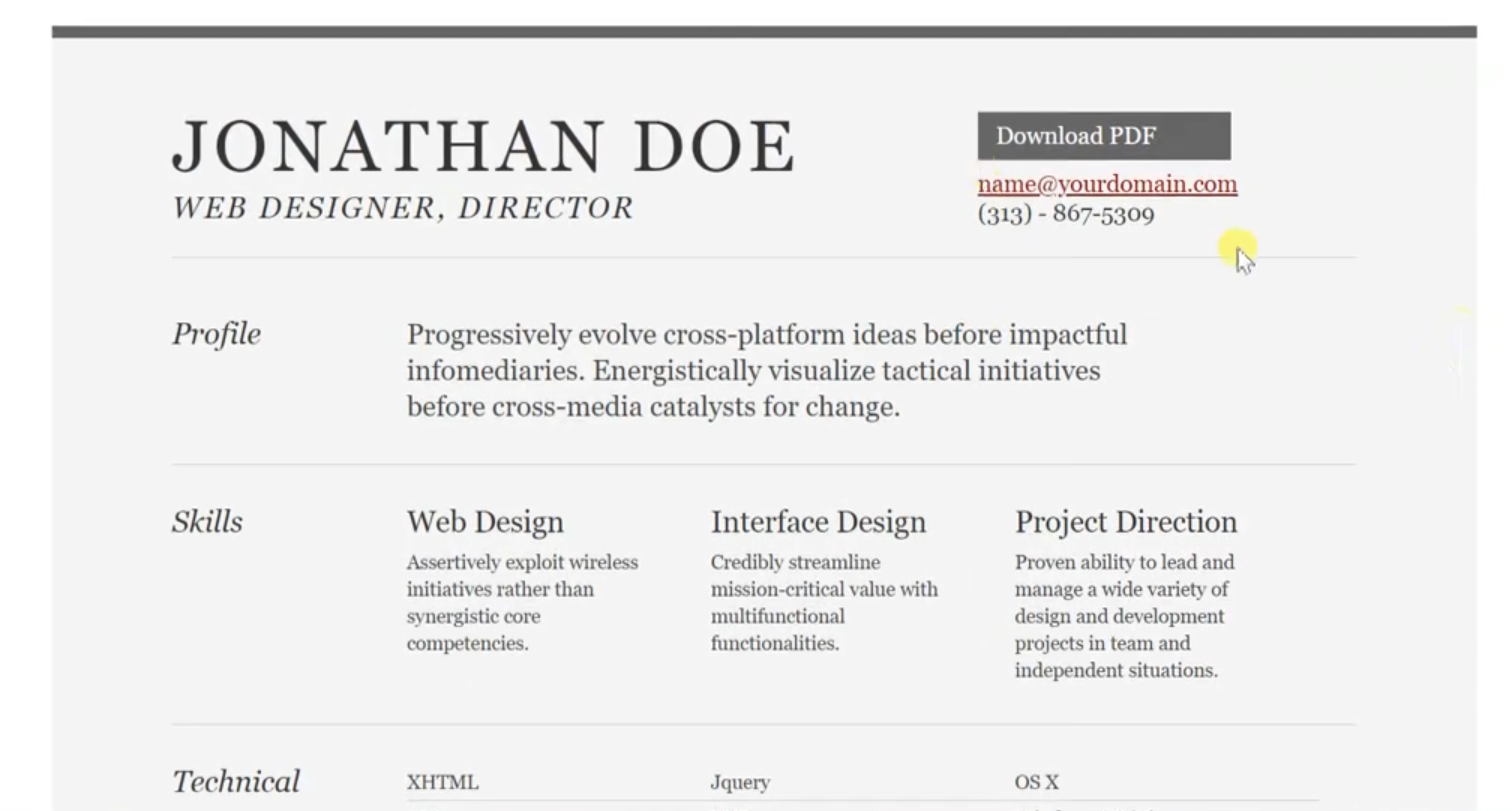 JONATHAN DOE
WEB DESIGNER, DIRECTOR
Download PDF
name@yourdomain.com
(313) - 867-5309
Profile
Progressively evolve cross-platform ideas before impactful
infomediaries. Energistically visualize tactical initiatives
before cross-media catalysts for change.
Skills
Web Design
Assertively exploit wireless
initiatives rather than
synergistic core
competencies.
Interface Design
Credibly streamline
mission-critical value with
multifunctional
functionalities.
Project Direction
Proven ability to lead and
manage a wide variety of
design and development
projects in team and
independent situations.
Technical
XHTML
Jquery
OS X